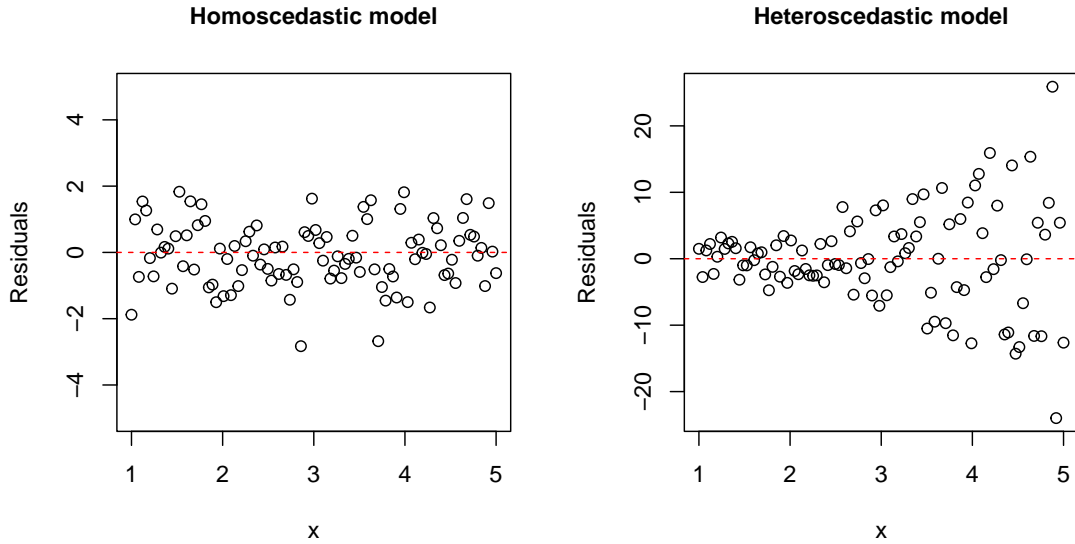 Homoscedastic model
Residuals
4
2
0
−2
−4
1 2 3 4 5
x
Heteroscedastic model
Residuals
20
10
0
−10
−20
1 2 3 4 5
x